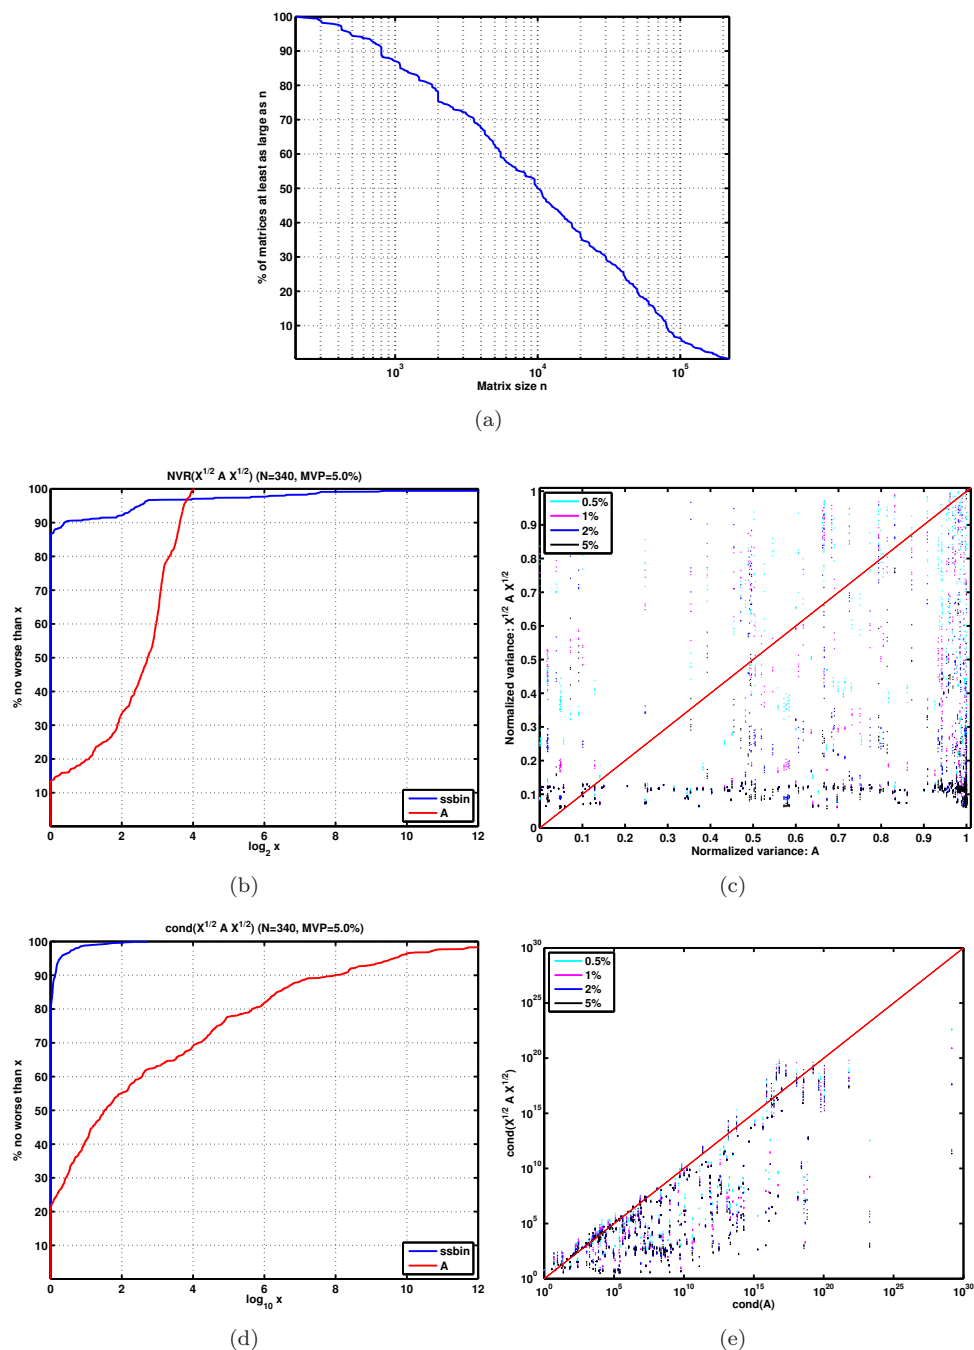 100
90
80
70
60
50
40
30
20
10
% of matrices at least as large as n
10^3 10^4 10^5
Matrix size n
(a)
NVR(X^{1/2} A X^{1/2}) (N=340, MVP=5.0%)
100
90
80
70
60
50
40
30
20
10
% no worse than x
0 2 4 6 8 10 12
log_2 x
ssbin
A
(b)
1
0.9
0.8
0.7
0.6
0.5
0.4
0.3
0.2
0.1
0
Normalized variance: X^{1/2} A X^{1/2}
0.5%
1%
2%
5%
0 0.1 0.2 0.3 0.4 0.5 0.6 0.7 0.8 0.9 1
Normalized variance: A
(c)
cond(X^{1/2} A X^{1/2}) (N=340, MVP=5.0%)
100
90
80
70
60
50
40
30
20
10
% no worse than x
0 2 4 6 8 10 12
log_{10} x
ssbin
A
(d)
10^{30}
10^{25}
10^{20}
10^{15}
10^{10}
10^5
10^0
cond(X^{1/2} A X^{1/2})
0.5%
1%
2%
5%
10^0 10^5 10^{10} 10^{15} 10^{20} 10^{25} 10^{30}
cond(A)
(e)